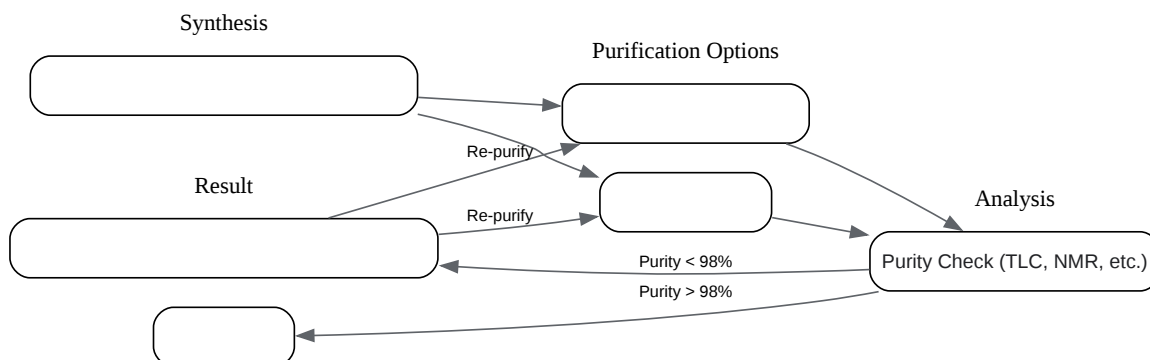 Synthesis
Purification Options
Re-purify
Result
Analysis
Re-purify
Purity Check (TLC, NMR, etc.)
Purity < 98%
Purity > 98%